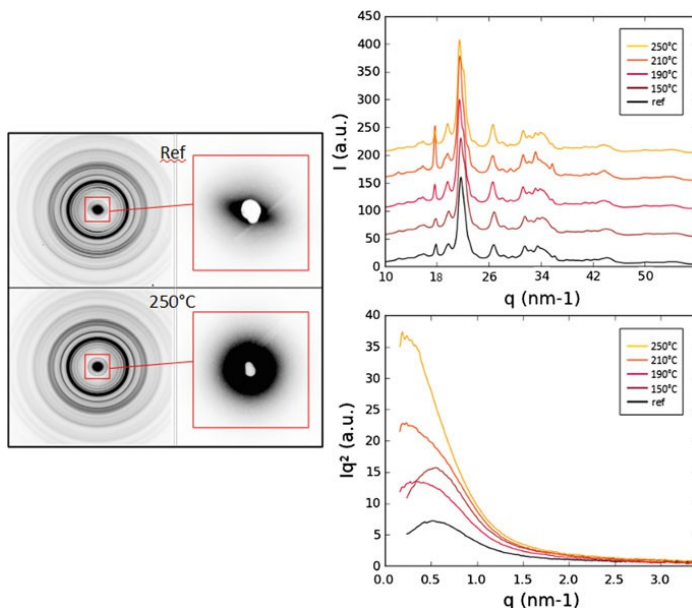 Ref
250°C
I (a.u.)
450
400
350
300
250
200
150
100
50
0
250°C
210°C
190°C
150°C
ref
10
18
26
34
42
50
q (nm-1)
Iq² (a.u.)
40
35
30
25
20
15
10
5
0
250°C
210°C
190°C
150°C
ref
0.0
0.5
1.0
1.5
2.0
2.5
3.0
q (nm-1)